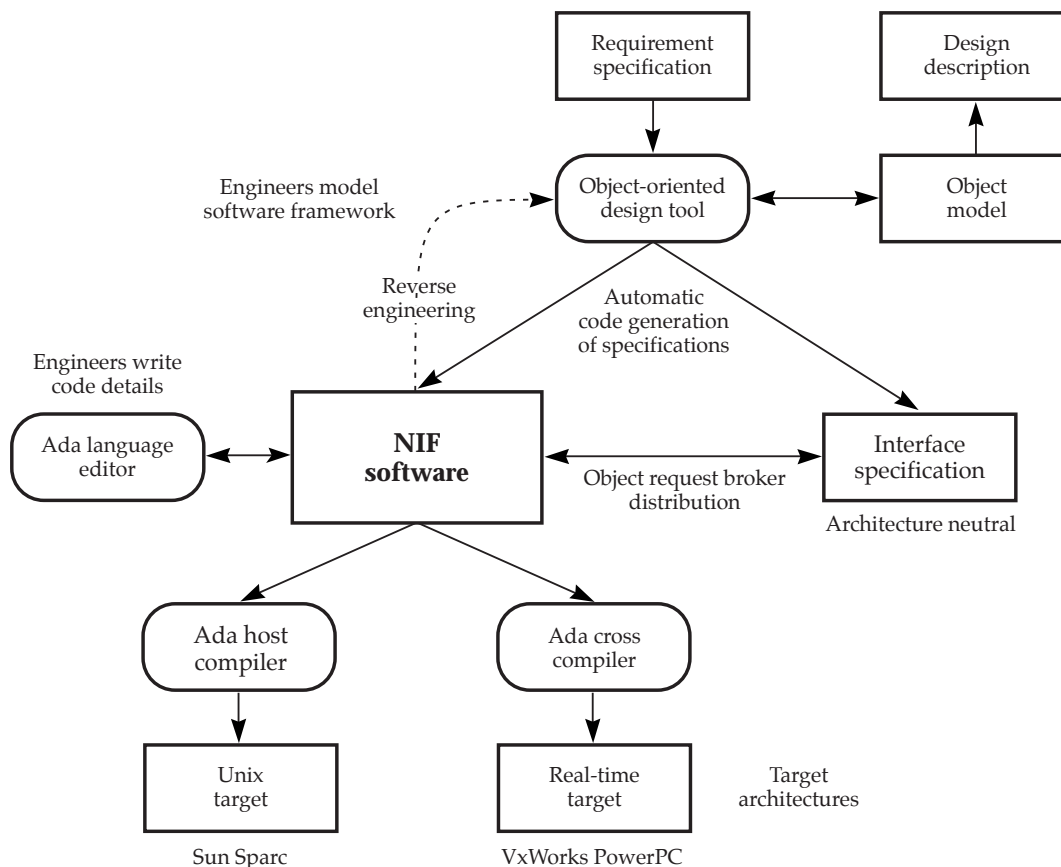 Requirement
specification
Design
description
Engineers model
software framework
Object-oriented
design tool
Object
model
Reverse
engineering
Automatic
code generation
of specifications
Engineers write
code details
Ada language
editor
NIF
software
Object request broker
distribution
Interface
specification
Architecture neutral
Ada host
compiler
Ada cross
compiler
Unix
target
Real-time
target
Target
architectures
Sun Sparc
VxWorks PowerPC